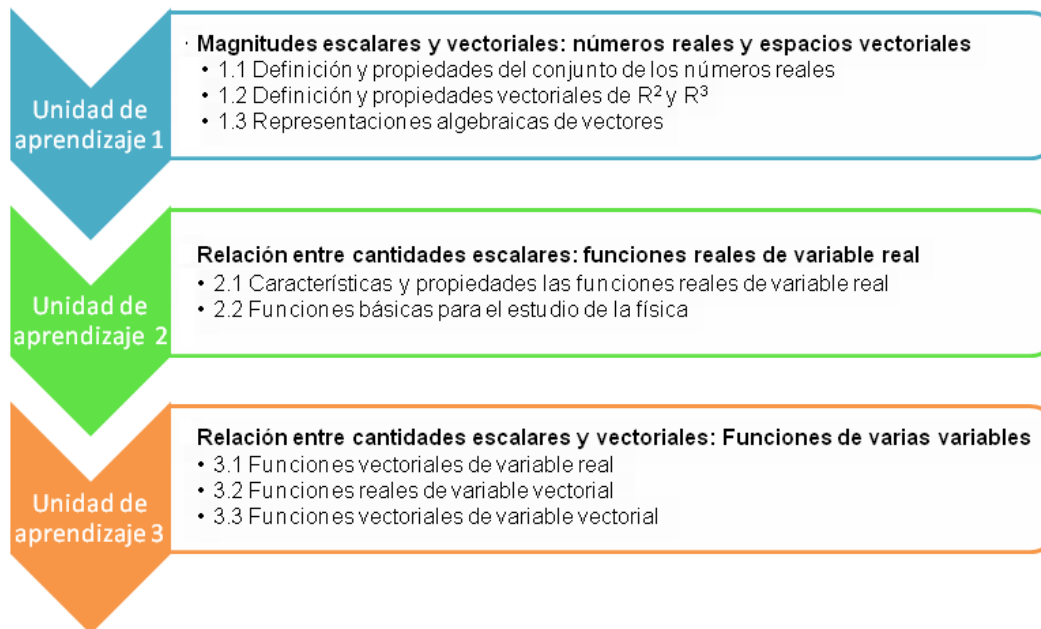 Unidad de
aprendizaje 1
· Magnitudes escalares y vectoriales: números reales y espacios vectoriales
• 1.1 Definición y propiedades del conjunto de los números reales
• 1.2 Definición y propiedades vectoriales de R² y R³
• 1.3 Representaciones algebraicas de vectores
Unidad de
aprendizaje 2
Relación entre cantidades escalares: funciones reales de variable real
• 2.1 Características y propiedades las funciones reales de variable real
• 2.2 Funciones básicas para el estudio de la física
Unidad de
aprendizaje 3
Relación entre cantidades escalares y vectoriales: Funciones de varias variables
• 3.1 Funciones vectoriales de variable real
• 3.2 Funciones reales de variable vectorial
• 3.3 Funciones vectoriales de variable vectorial